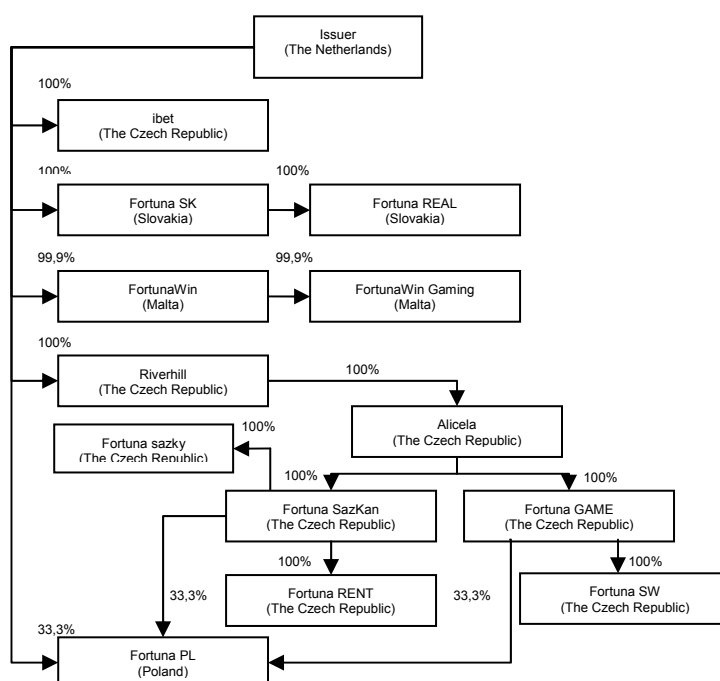 Issuer
(The Netherlands)
100%
ibet
(The Czech Republic)
100%
100%
Fortuna SK
(Slovakia)
Fortuna REAL
(Slovakia)
99,9%
99,9%
FortunaWin
(Malta)
FortunaWin Gaming
(Malta)
100%
Riverhill
(The Czech Republic)
100%
Alicela
(The Czech Republic)
Fortuna sazky
(The Czech Republic)
100%
100%
100%
Fortuna SazKan
(The Czech Republic)
Fortuna GAME
(The Czech Republic)
100%
100%
Fortuna RENT
(The Czech Republic)
Fortuna SW
(The Czech Republic)
33,3%
33,3%
33,3%
Fortuna PL
(Poland)